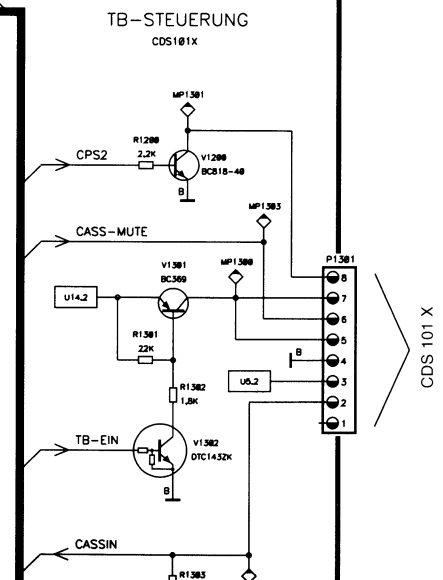 TB-STEUERUNG
CDS101X
MP1301
R1200
2,2K
CPS2
V1200
BC818-40
B
MP1303
CASS-MUTE
P1301
V1301
BC369
MP1300
8
U14.2
7
6
R1301
22K
5
B
4
U5.2
3
R1302
1,8K
2
1
CDS 101 X
TB-EIN
V1302
DTC143ZK
B
CASSIN
R1303